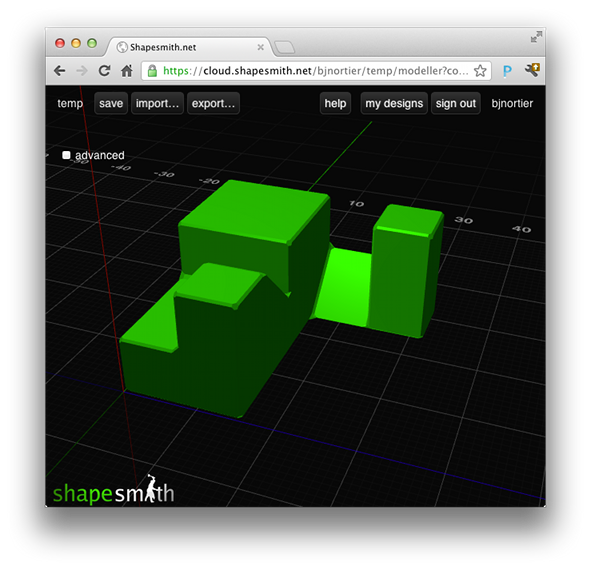 Shapesmith.net
https://cloud.shapesmith.net/bjnortier/temp/modeller?co...
P
temp save import... export... help my designs sign out bjnortier
advanced
-40 -30 -20 10 30 40
shapesmith